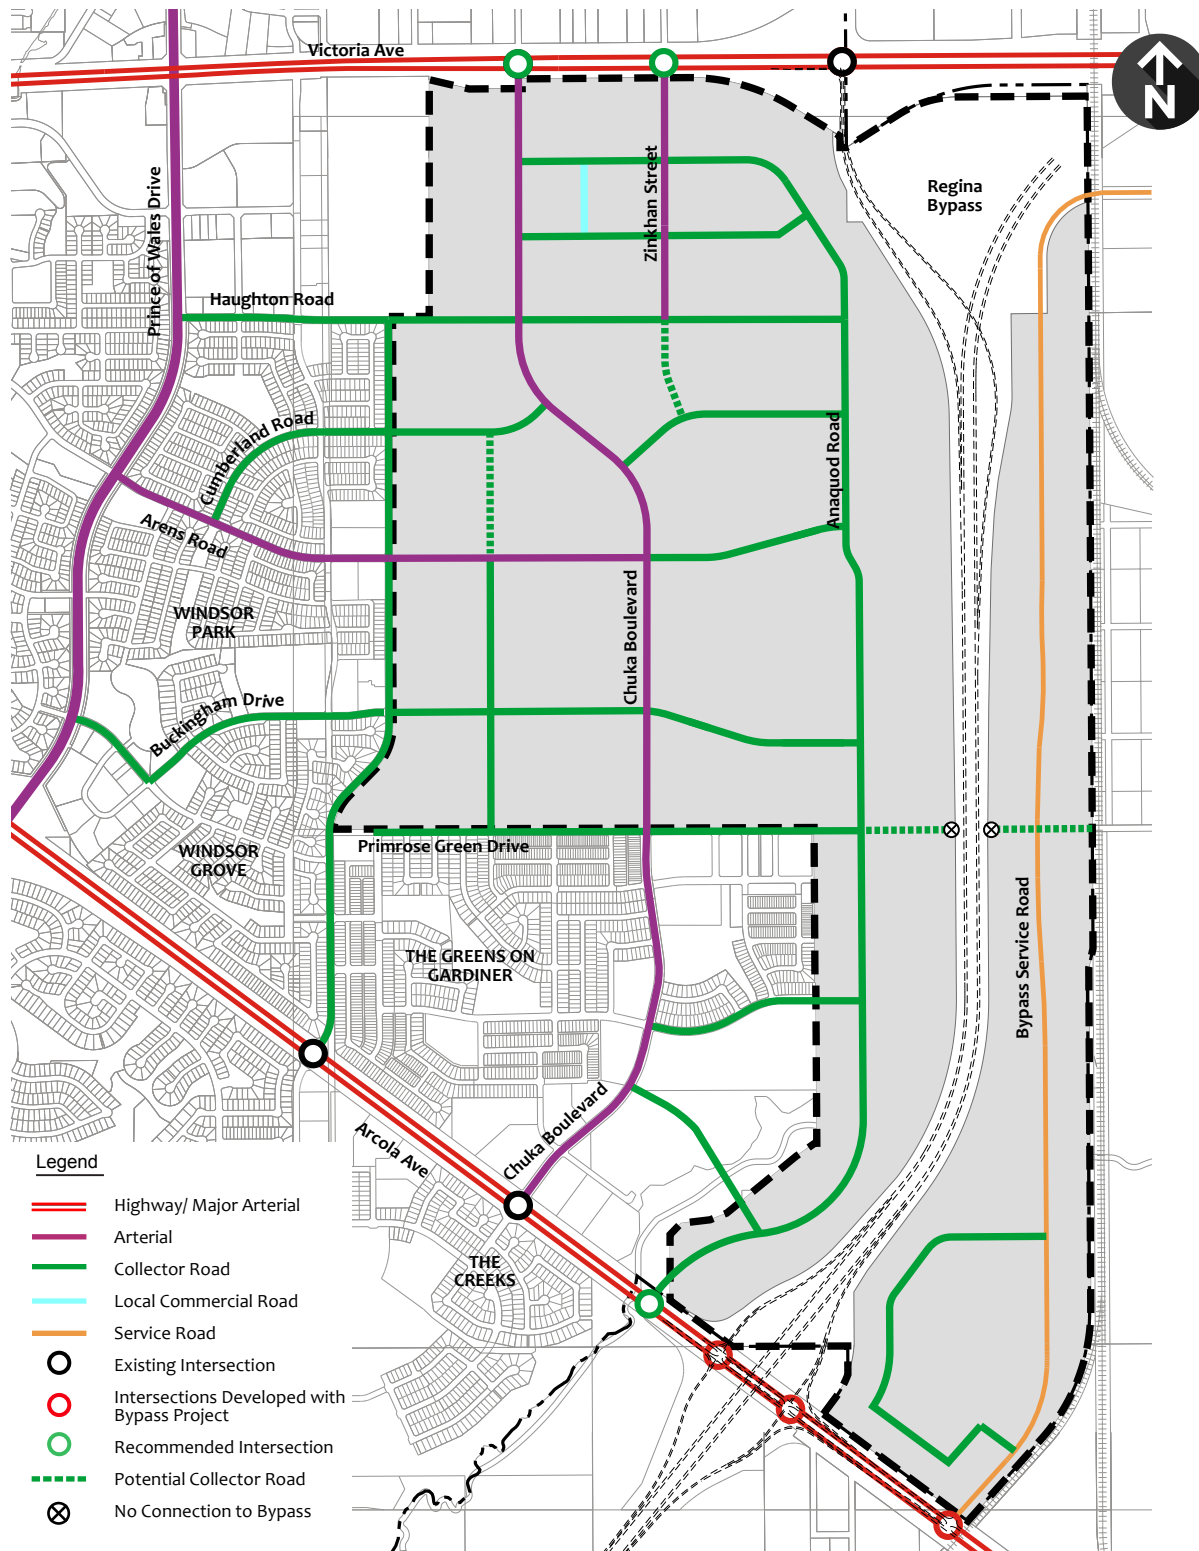 Victoria Ave
N
Prince of Wales Drive
Zinkhan Street
Regina
Bypass
Haughton Road
Cumberland Road
Arens Road
Anaquod Road
WINDSOR
PARK
Chuka Boulevard
Buckingham Drive
WINDSOR
GROVE
Primrose Green Drive
THE GREENS ON
GARDINER
Bypass Service Road
Chuka Boulevard
Arcola Ave
THE
CREEKS
Legend
Highway/ Major Arterial
Arterial
Collector Road
Local Commercial Road
Service Road
Existing Intersection
Intersections Developed with
Bypass Project
Recommended Intersection
Potential Collector Road
No Connection to Bypass